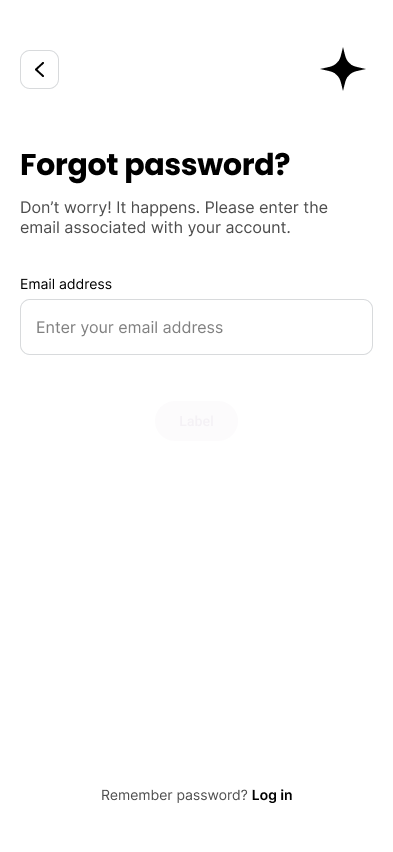 Forgot password?
Don’t worry! It happens. Please enter the
email associated with your account.
Email address
Enter your email address
Label
Remember password? Log in